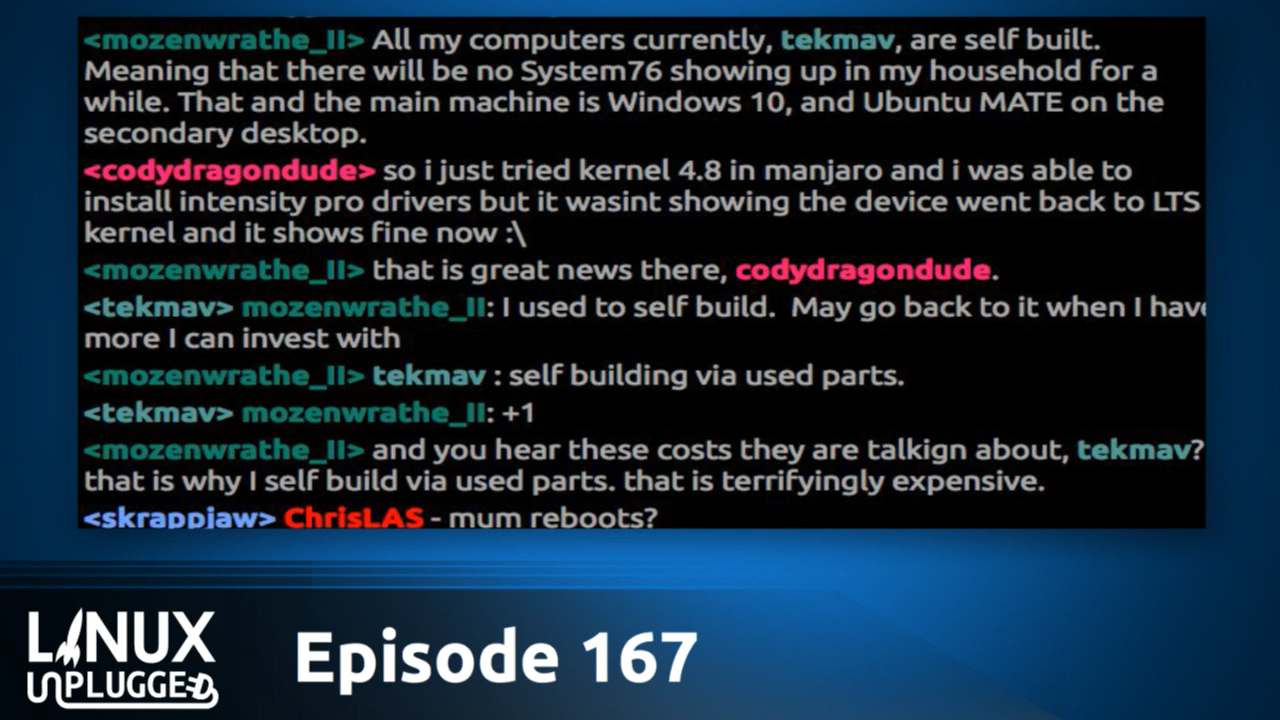 <mozenwrathe_II> All my computers currently, tekmav, are self built.
Meaning that there will be no System76 showing up in my household for a
while. That and the main machine is Windows 10, and Ubuntu MATE on the
secondary desktop.
<codydragondude> so i just tried kernel 4.8 in manjaro and i was able to
install intensity pro drivers but it wasint showing the device went back to LTS
kernel and it shows fine now :\
<mozenwrathe_II> that is great news there, codydragondude.
<tekmav> mozenwrathe_II: I used to self build.  May go back to it when I have
more I can invest with
<mozenwrathe_II> tekmav : self building via used parts.
<tekmav> mozenwrathe_II: +1
<mozenwrathe_II> and you hear these costs they are talkign about, tekmav?
that is why I self build via used parts. that is terrifyingly expensive.
<skrappjaw> ChrisLAS - mum reboots?
LINUX
UNPLUGGED
Episode 167